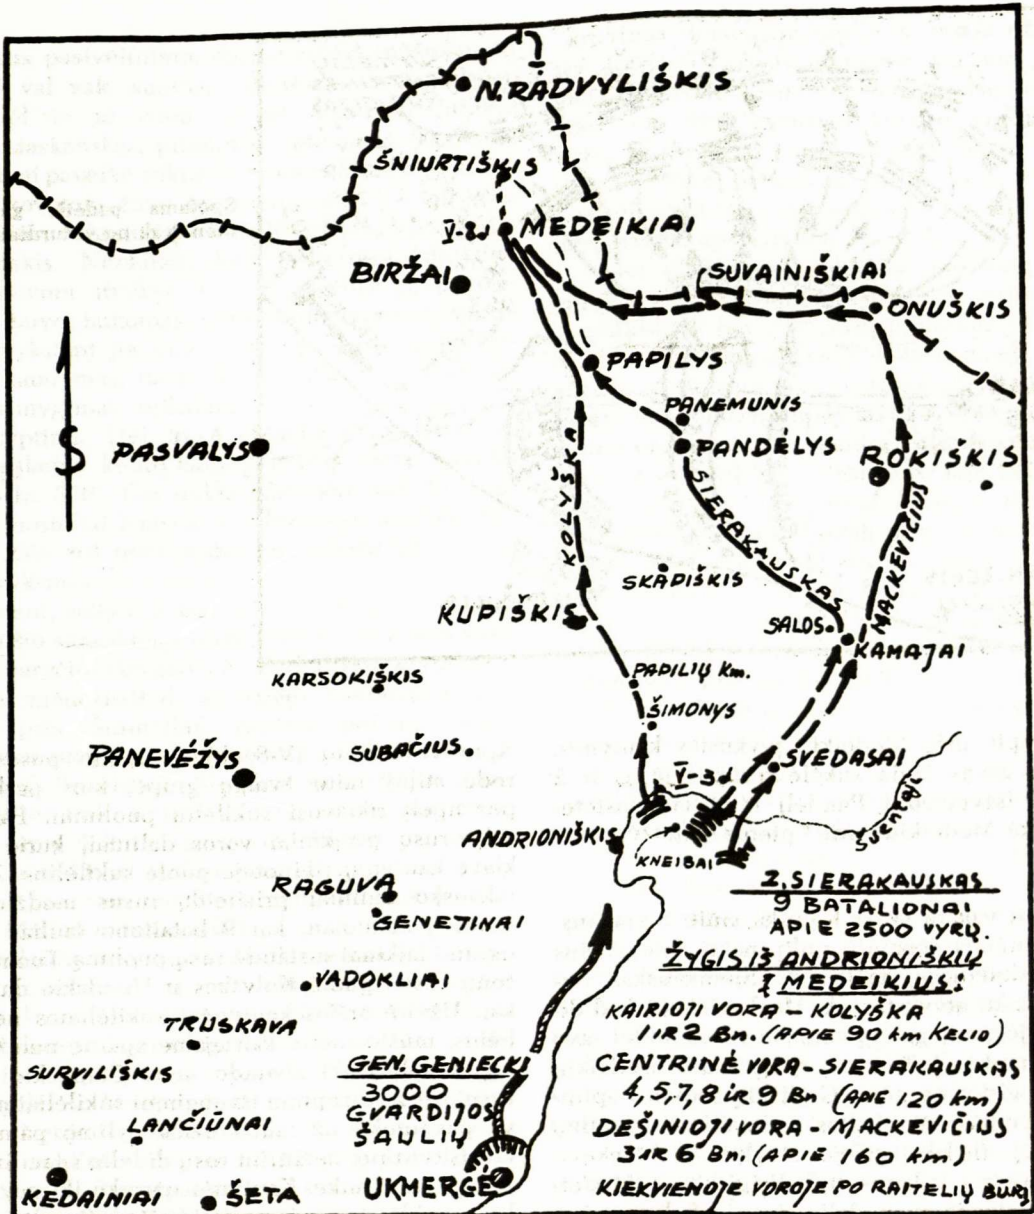 N. RADVYLIŠKIS
ŠNIURTIŠKIS
V-8d
MEDEIKIAI
BIRŽAI
SUVAINIŠKIAI
ONUŠKIS
PAPILYS
PANEMUNIS
PANDĖLYS
PASVALYS
Š
ROKIŠKIS
KOLYŠKA
SIERAKAUSKAS
MACKEVIČIUS
SKAPIŠKIS
KUPIŠKIS
SALOS
KAMAJAI
PAPILIŲ Km.
KARSOKIŠKIS
ŠIMONYS
SUBAČIUS
PANEVĖŽYS
SVEDASAI
V-3d
ŠVENTOJI
ANDRIONIŠKIS
KNEIBAI
RAGUVA
GENETINAI
VADOKLIAI
TRUSKAVA
SURVILIŠKIS
LANČIŪNAI
KĖDAINIAI
ŠĖTA
GEN. GENIECKI
3000
GVARDIJOS
ŠAULIŲ
UKMERGĖ
Z. SIERAKAUSKAS
9 BATALIONAI
APIE 2500 VYRŲ.
ŽYGIS IŠ ANDRIONIŠKIŲ
Į MEDEIKIUS:
KAIRIOJI VORA - KOLYŠKA
1 IR 2 Bn. (APIE 90 km KELIO)
CENTRINĖ VORA - SIERAKAUSKAS
4, 5, 7, 8 IR 9 Bn (APIE 120 km)
DEŠINIOJI VORA - MACKEVIČIUS
3 IR 6 Bn. (APIE 160 km)
KIEKVIENOJE VOROJE PO RAITELIŲ BŪRĮ